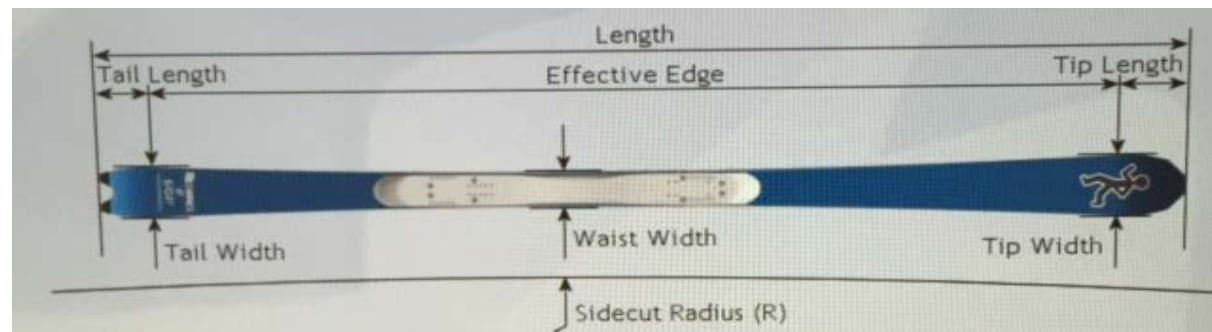 Length
Tail Length
Effective Edge
Tip Length
Tail Width
Waist Width
Tip Width
Sidecut Radius (R)